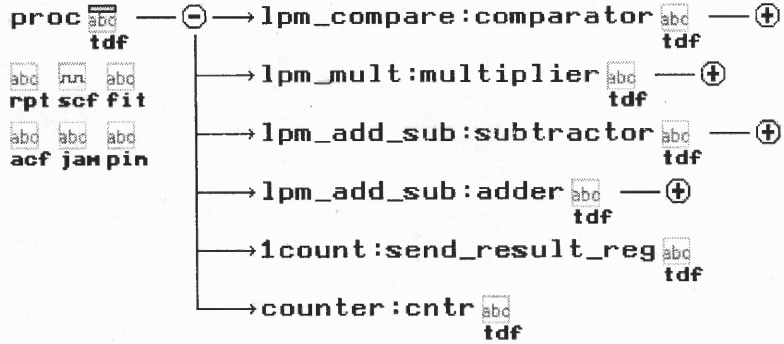 proc abc lpm_compare:comparator abc
tdf tdf
abc abc lpm_mult:multiplier abc
rpt scf fit tdf
abc abc abc lpm_add_sub:subtractor abc
acf jam pin tdf
lpm_add_sub:adder abc
tdf
1count:send_result_reg abc
tdf
counter:cntr abc
tdf